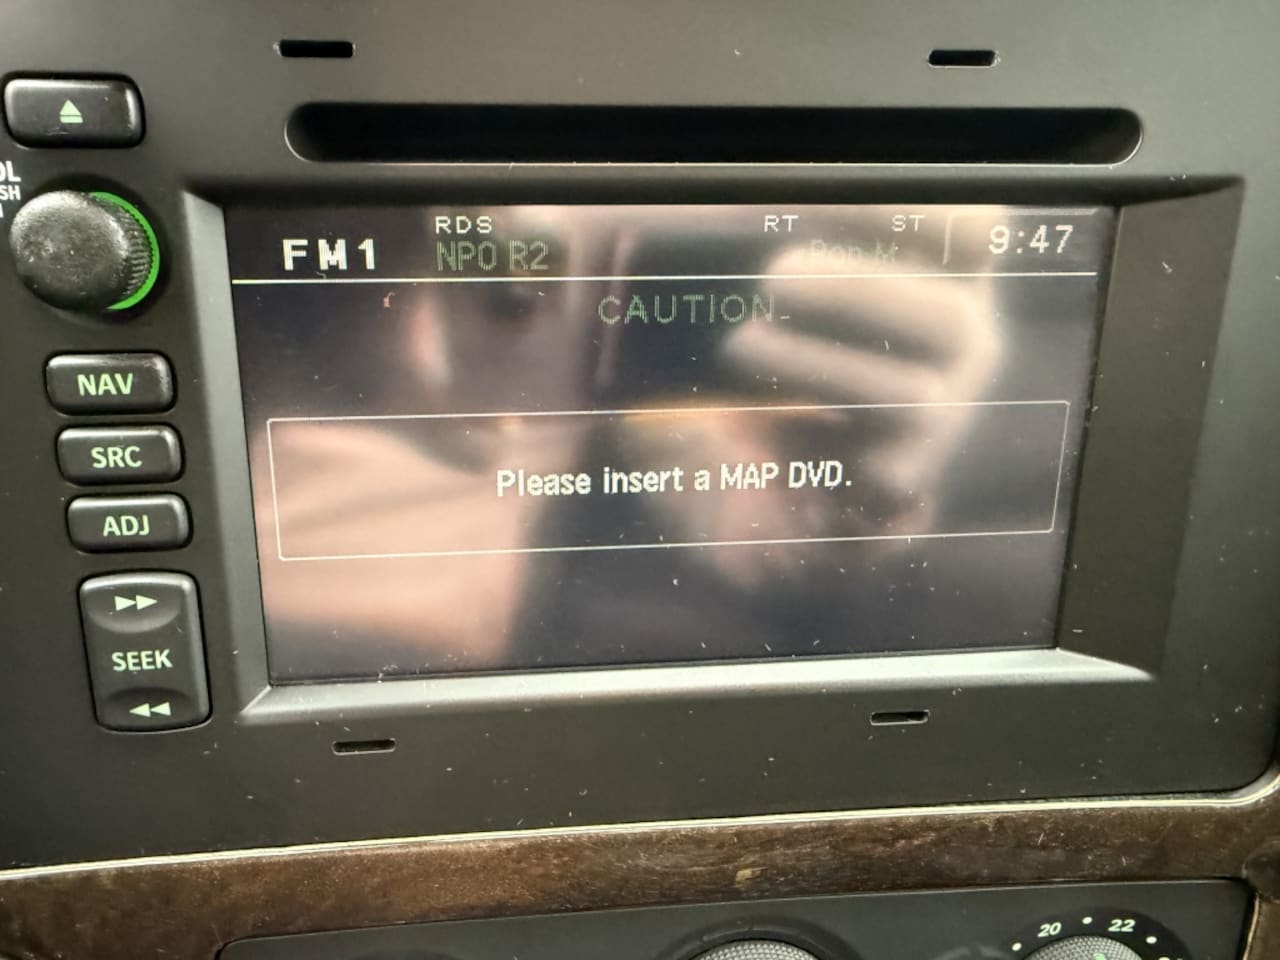 RDS RT ST
FM1 NPO R2 Pop M 9:47
CAUTION
Please insert a MAP DVD.
NAV
SRC
ADJ
SEEK
20 22